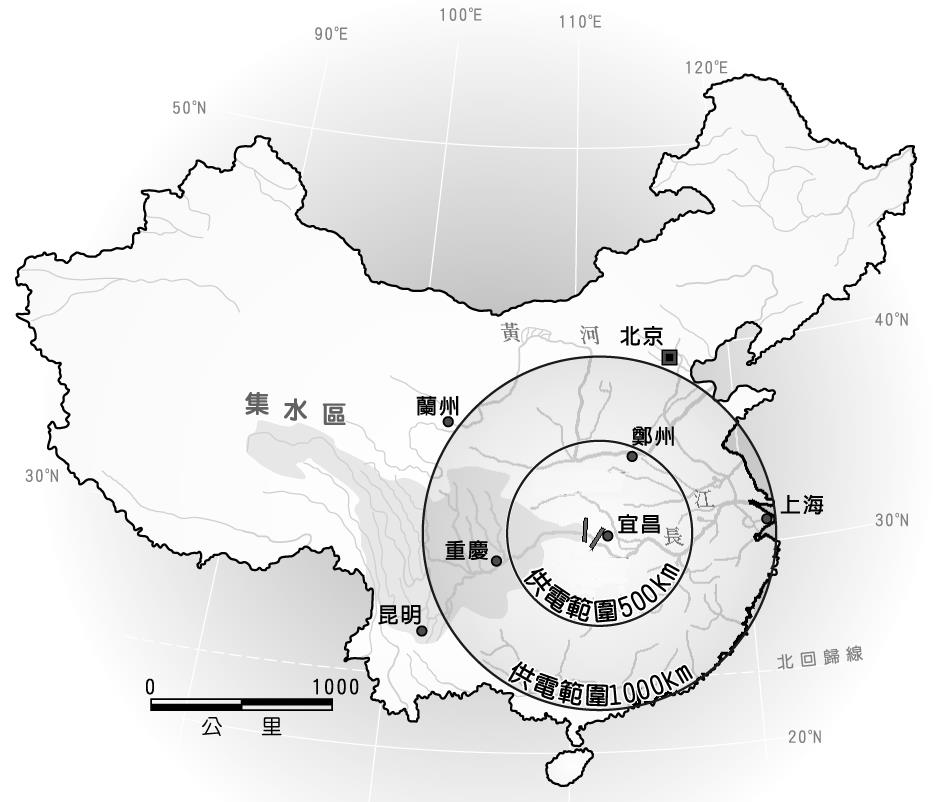 100°E
110°E
90°E
120°E
50°N
40°N
黃
河
北京
集水區
蘭州
鄭州
30°N
江
上海
宜昌
30°N
長
重慶
供電範圍500Km
昆明
北回歸線
供電範圍1000Km
0
1000
公里
20°N